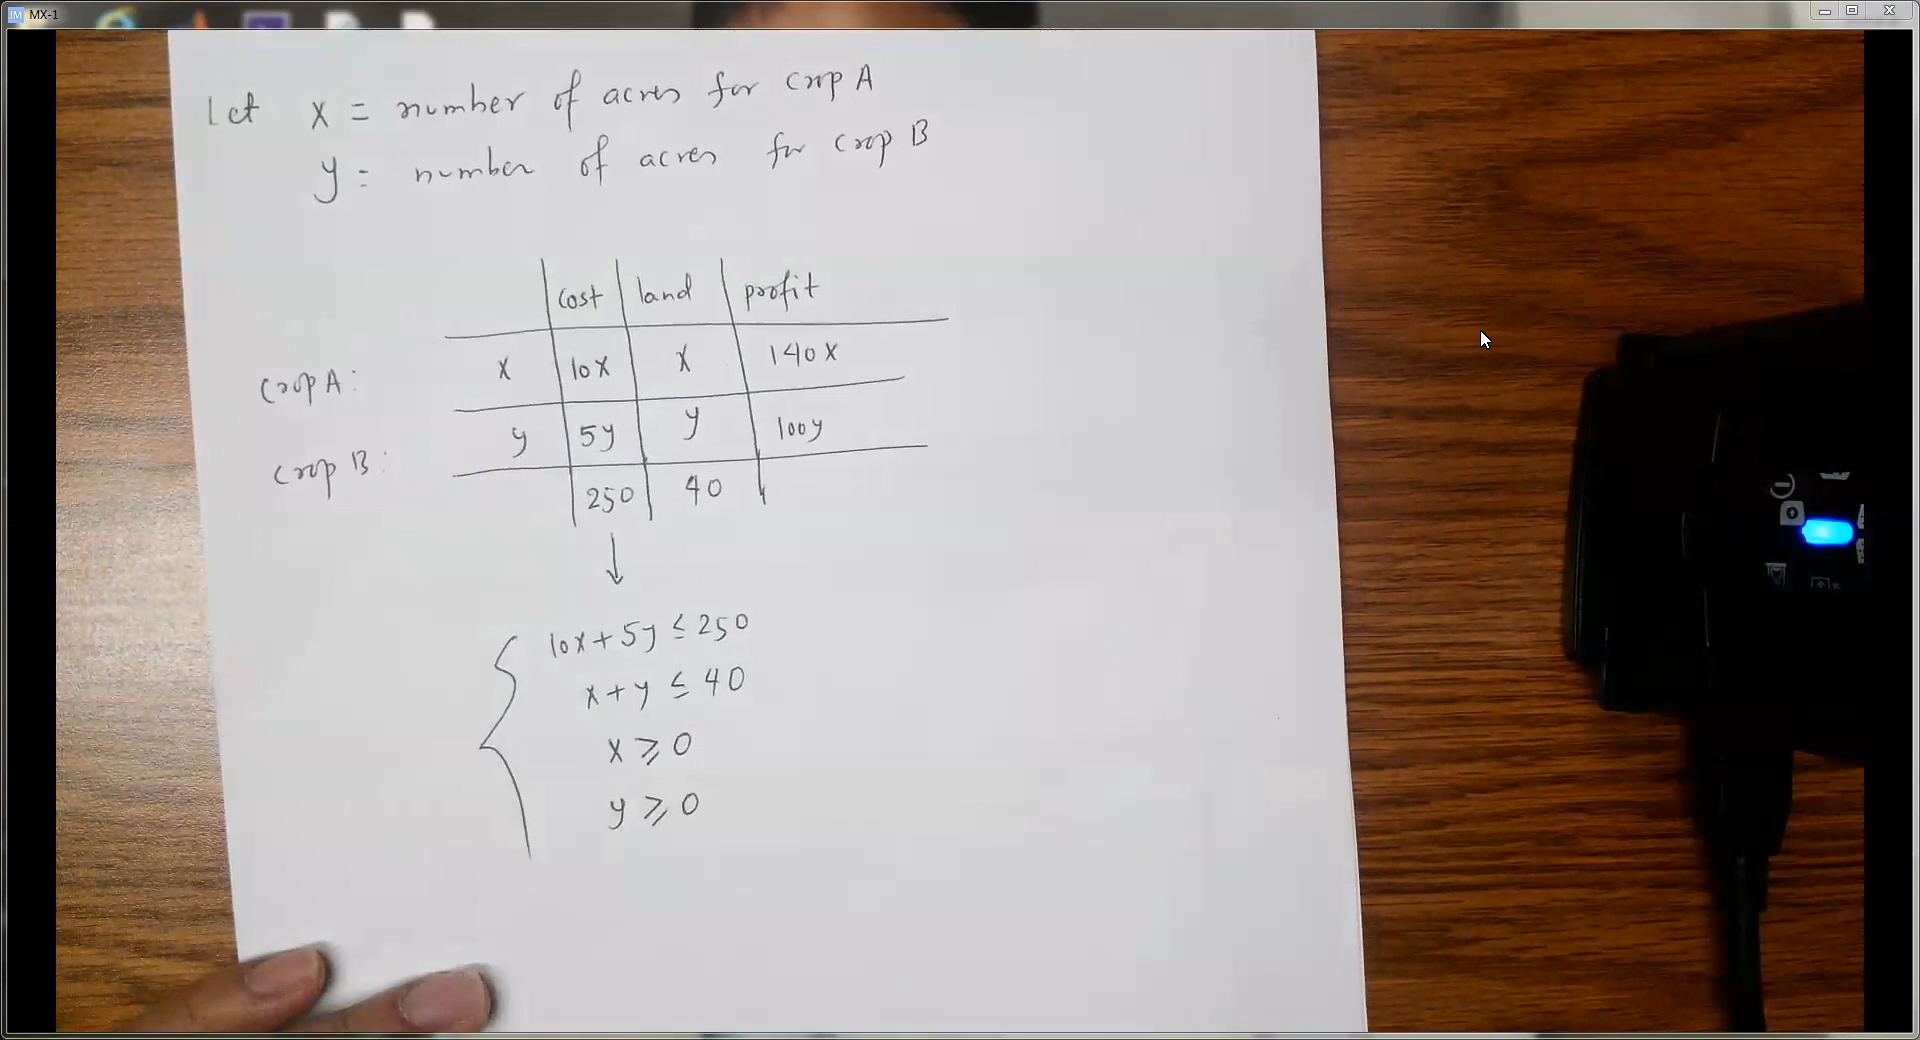 MX-1
Let x = number of acres for crop A
y = number of acres for crop B
cost land profit
Crop A: x 10x x 140x
Crop B: y 5y y 100y
250 40
10x + 5y ≤ 250
x + y ≤ 40
x ≥ 0
y ≥ 0